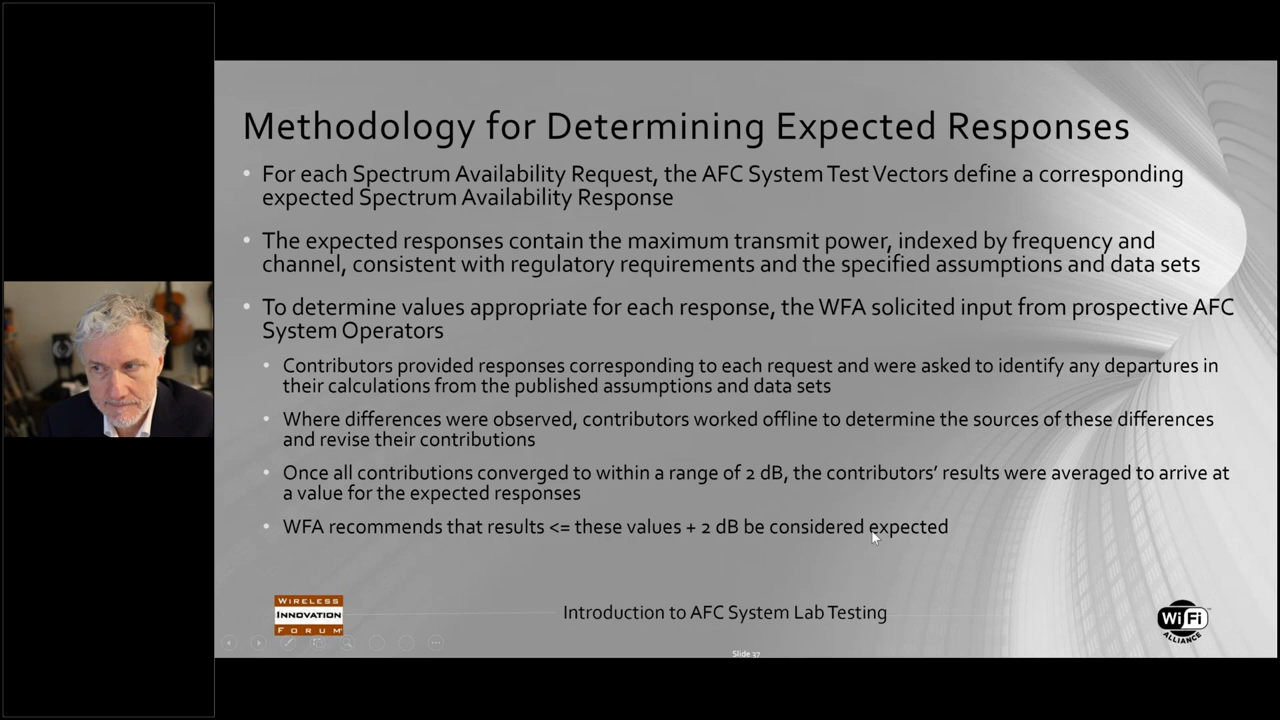 Methodology for Determining Expected Responses
• For each Spectrum Availability Request, the AFC System Test Vectors define a corresponding
expected Spectrum Availability Response
• The expected responses contain the maximum transmit power, indexed by frequency and
channel, consistent with regulatory requirements and the specified assumptions and data sets
• To determine values appropriate for each response, the WFA solicited input from prospective AFC
System Operators
• Contributors provided responses corresponding to each request and were asked to identify any departures in
their calculations from the published assumptions and data sets
• Where differences were observed, contributors worked offline to determine the sources of these differences
and revise their contributions
• Once all contributions converged to within a range of 2 dB, the contributors’ results were averaged to arrive at
a value for the expected responses
• WFA recommends that results <= these values + 2 dB be considered expected
WIRELESS
INNOVATION
FORUM
Introduction to AFC System Lab Testing
Wi Fi
ALLIANCE
Slide 37